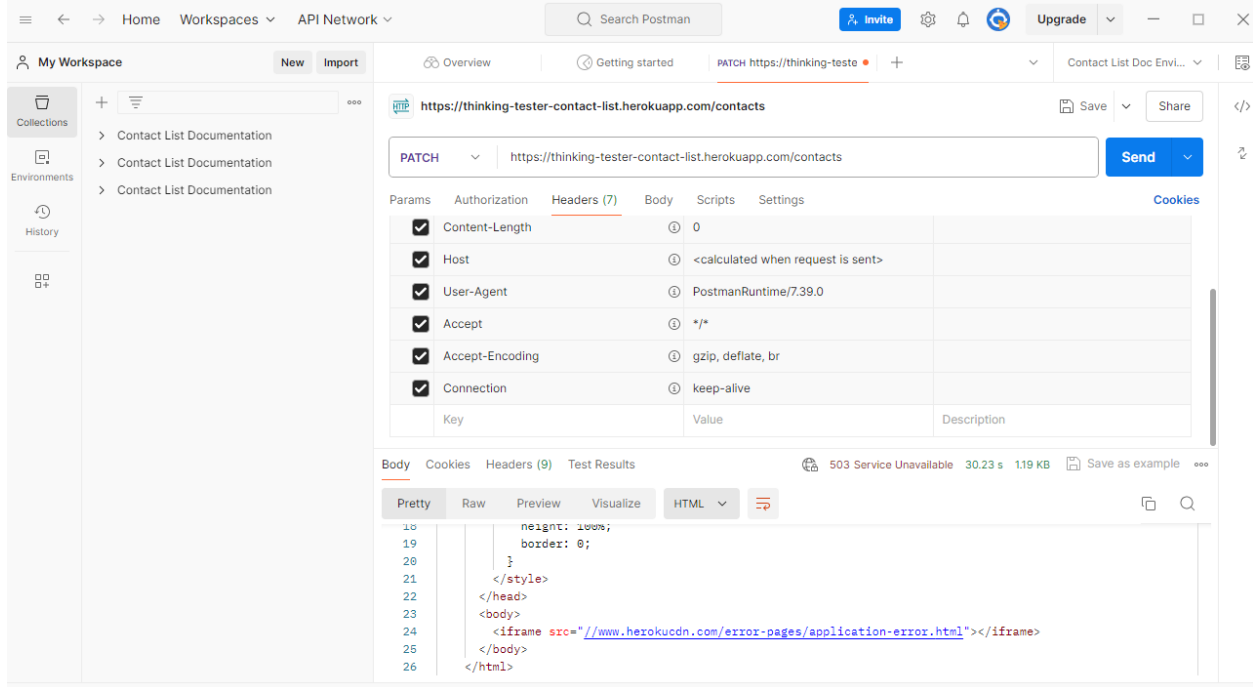 Home Workspaces API Network Search Postman Invite Upgrade
My Workspace New Import Overview Getting started PATCH https://thinking-teste Contact List Doc Envi...
Collections
Environments
History
Contact List Documentation
Contact List Documentation
Contact List Documentation
HTTP https://thinking-tester-contact-list.herokuapp.com/contacts Save Share
PATCH https://thinking-tester-contact-list.herokuapp.com/contacts Send
Params Authorization Headers (7) Body Scripts Settings Cookies
Content-Length 0
Host <calculated when request is sent>
User-Agent PostmanRuntime/7.39.0
Accept */*
Accept-Encoding gzip, deflate, br
Connection keep-alive
Key Value Description
Body Cookies Headers (9) Test Results 503 Service Unavailable 30.23 s 1.19 KB Save as example
Pretty Raw Preview Visualize HTML
18 height: 100%;
19 border: 0;
20 }
21 </style>
22 </head>
23 <body>
24 <iframe src="//www.herokucdn.com/error-pages/application-error.html"></iframe>
25 </body>
26 </html>